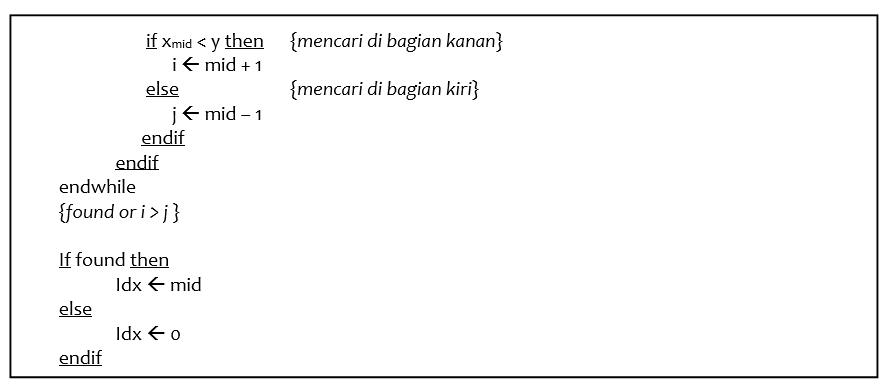 if xmid < y then {mencari di bagian kanan}
i ← mid + 1
else {mencari di bagian kiri}
j ← mid – 1
endif
endif
endwhile
{found or i > j }
If found then
Idx ← mid
else
Idx ← 0
endif